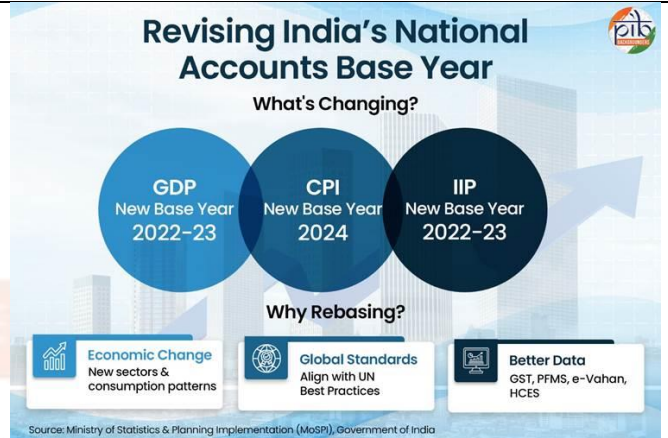 Revising India's National
Accounts Base Year
pib
BACKGROUNDERS
What's Changing?
GDP
New Base Year
2022-23
CPI
New Base Year
2024
IIP
New Base Year
2022-23
Why Rebasing?
Economic Change
New sectors &
consumption patterns
Global Standards
Align with UN
Best Practices
Better Data
GST, PFMS, e-Vahan,
HCES
Source: Ministry of Statistics & Planning Implementation (MoSPI), Government of India